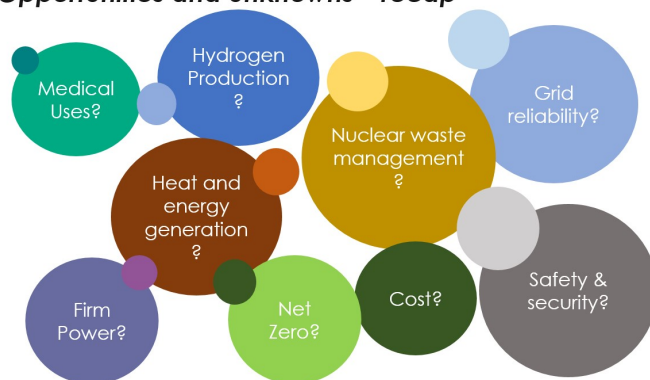 Opportunities and unknowns - recap
Medical
Uses?
Hydrogen
Production
?
Grid
reliability?
Nuclear waste
management
?
Heat and
energy
generation
?
Firm
Power?
Net
Zero?
Cost?
Safety &
security?